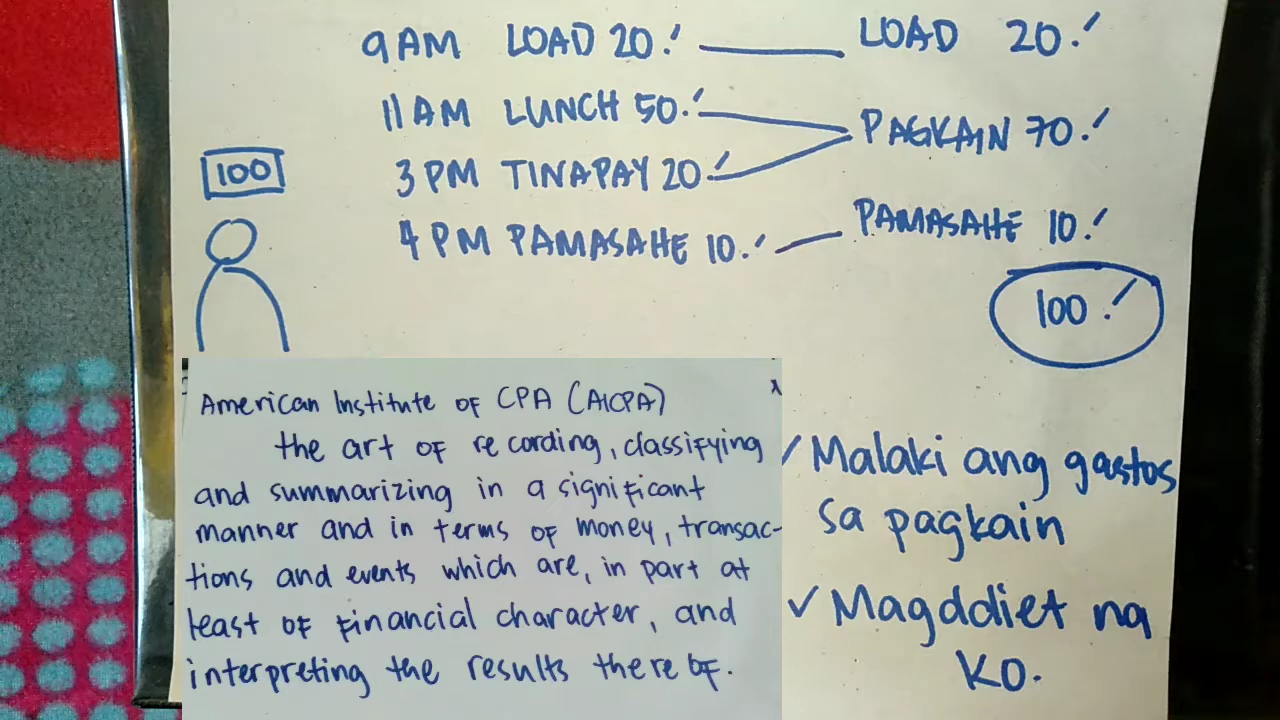 9AM LOAD 20.- LOAD 20.-
11AM LUNCH 50.- PAGKAIN 70.-
3PM TINAPAY 20.-
4PM PAMASAHE 10.- PAMASAHE 10.-
100
100.-
American Institute of CPA (AICPA)
the art of recording, classifying
and summarizing in a significant
manner and in terms of money, transac-
tions and events which are, in part at
least of financial character, and
interpreting the results there of.
✓ Malaki ang gastos
sa pagkain
✓ Magddiet na
ko.